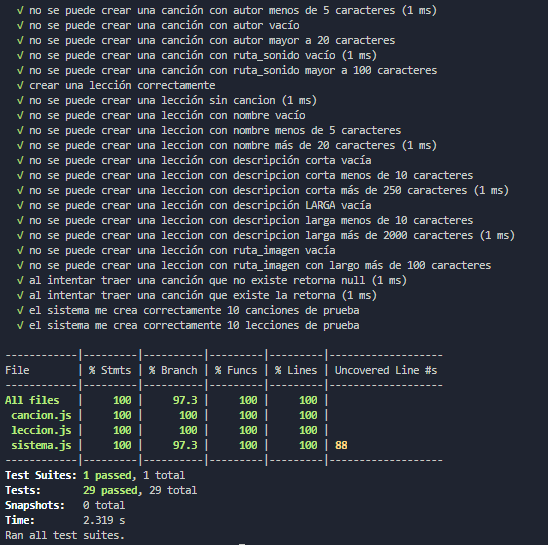 √ no se puede crear una canción con autor menos de 5 caracteres (1 ms)
√ no se puede crear una canción con autor vacío
√ no se puede crear una canción con autor mayor a 20 caracteres
√ no se puede crear una canción con ruta_sonido vacío (1 ms)
√ no se puede crear una canción con ruta_sonido mayor a 100 caracteres
√ crear una lección correctamente
√ no se puede crear una lección sin cancion (1 ms)
√ no se puede crear una lección con nombre vacío
√ no se puede crear una leccion con nombre menos de 5 caracteres
√ no se puede crear una leccion con nombre más de 20 caracteres (1 ms)
√ no se puede crear una lección con descripción corta vacía
√ no se puede crear una leccion con descripcion corta menos de 10 caracteres
√ no se puede crear una leccion con descripcion corta más de 250 caracteres (1 ms)
√ no se puede crear una lección con descripción LARGA vacía
√ no se puede crear una leccion con descripcion larga menos de 10 caracteres
√ no se puede crear una leccion con descripcion larga más de 2000 caracteres (1 ms)
√ no se puede crear una lección con ruta_imagen vacía
√ no se puede crear una leccion con ruta_imagen con largo más de 100 caracteres
√ al intentar traer una canción que no existe retorna null (1 ms)
√ al intentar traer una canción que existe la retorna (1 ms)
√ el sistema me crea correctamente 10 canciones de prueba
√ el sistema me crea correctamente 10 lecciones de prueba
------------|---------|----------|---------|---------|-------------------
File | % Stmts | % Branch | % Funcs | % Lines | Uncovered Line #s
------------|---------|----------|---------|---------|-------------------
All files | 100 | 97.3 | 100 | 100 |
cancion.js | 100 | 100 | 100 | 100 |
leccion.js | 100 | 100 | 100 | 100 |
sistema.js | 100 | 97.3 | 100 | 100 | 88
------------|---------|----------|---------|---------|-------------------
Test Suites: 1 passed, 1 total
Tests: 29 passed, 29 total
Snapshots: 0 total
Time: 2.319 s
Ran all test suites.